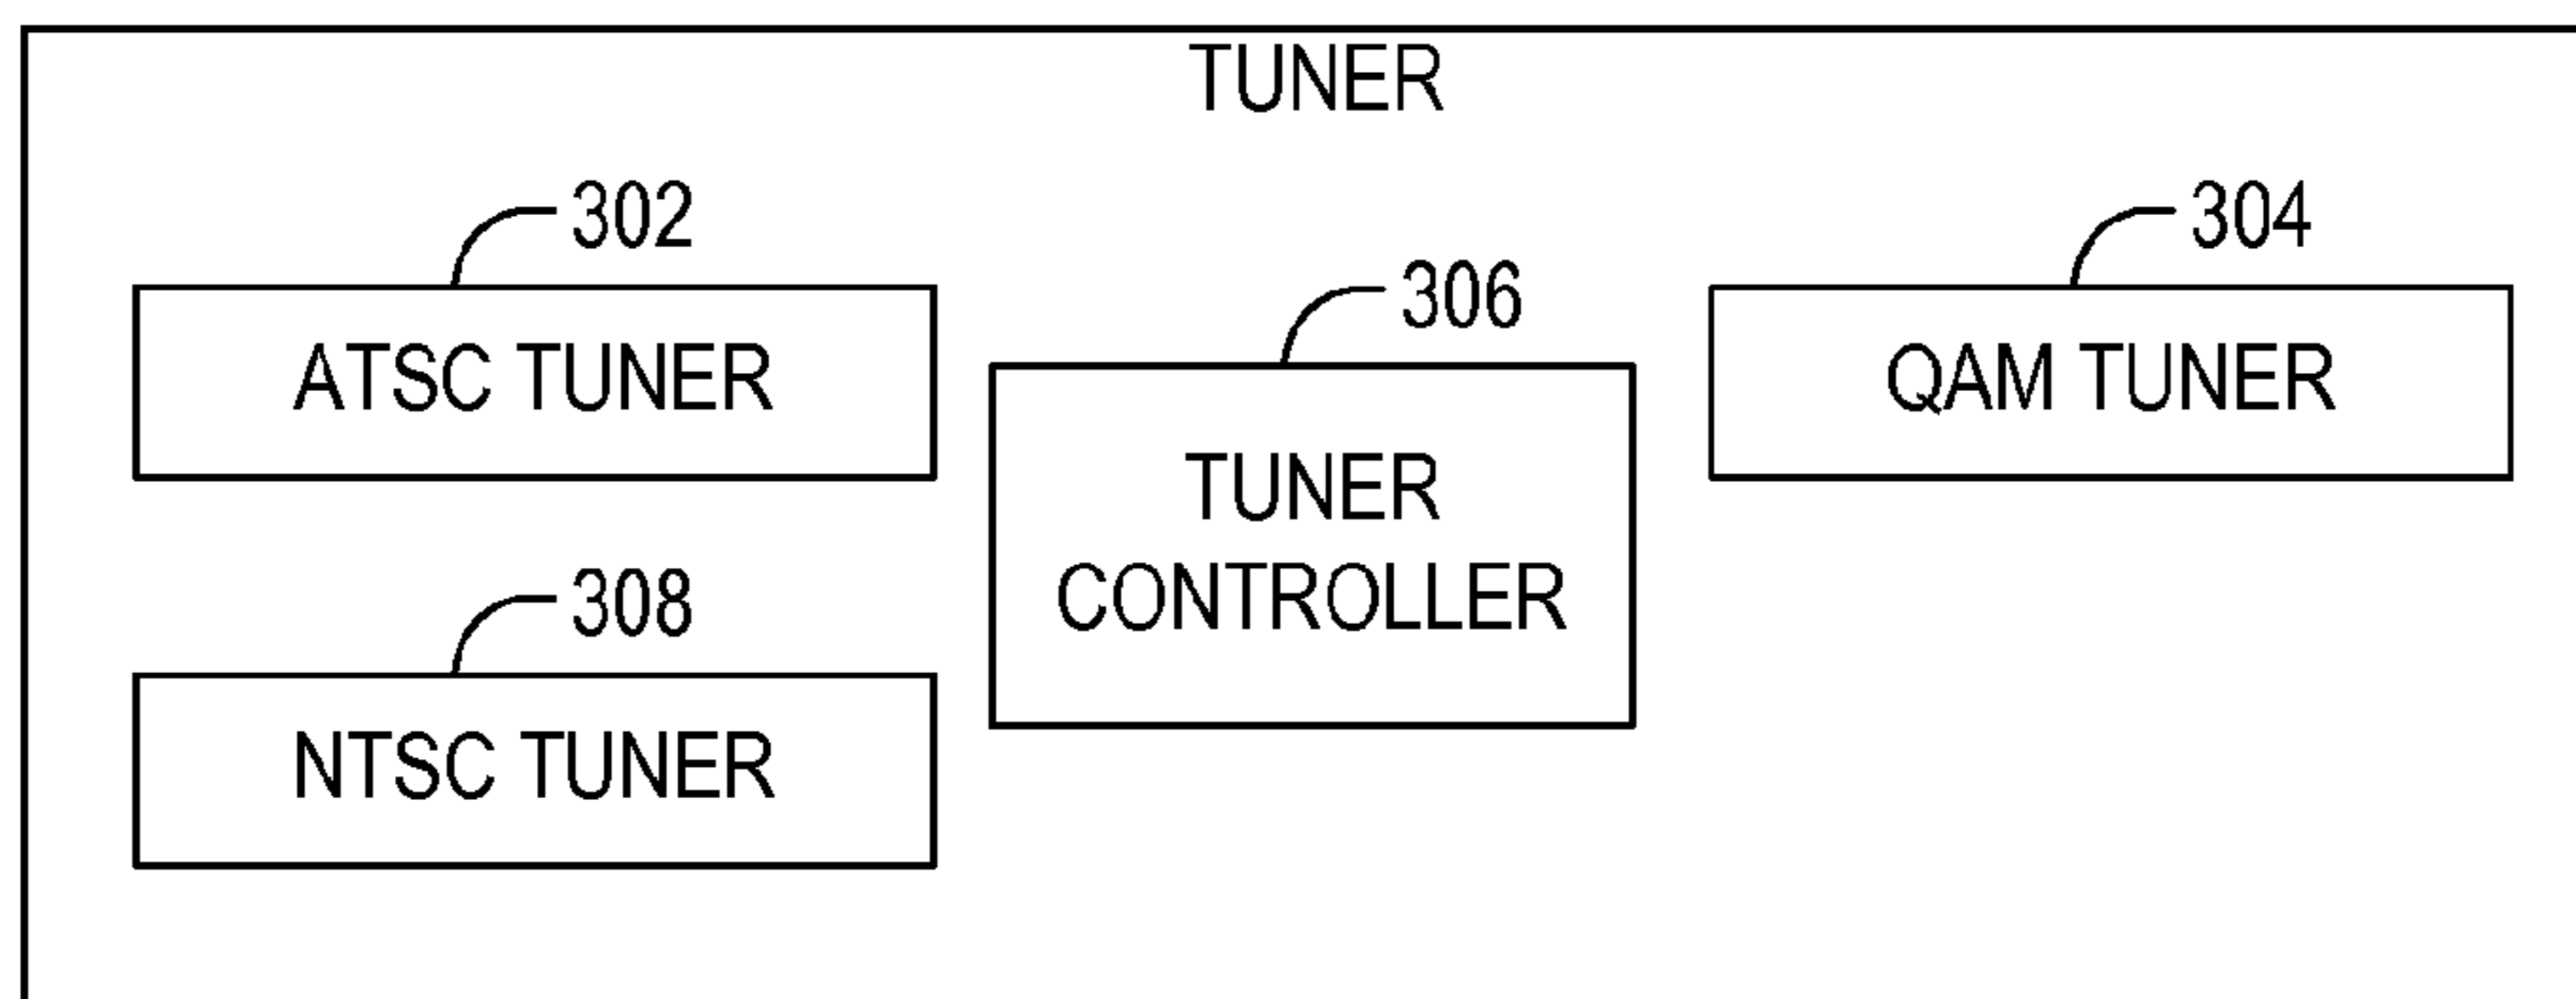 TUNER
302
ATSC TUNER
306
TUNER
CONTROLLER
304
QAM TUNER
308
NTSC TUNER